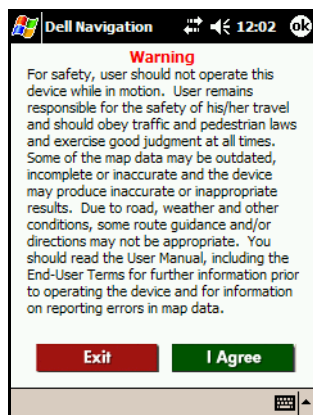 Dell Navigation 12:02 ok
Warning
For safety, user should not operate this
device while in motion. User remains
responsible for the safety of his/her travel
and should obey traffic and pedestrian laws
and exercise good judgment at all times.
Some of the map data may be outdated,
incomplete or inaccurate and the device
may produce inaccurate or inappropriate
results. Due to road, weather and other
conditions, some route guidance and/or
directions may not be appropriate. You
should read the User Manual, including the
End-User Terms for further information prior
to operating the device and for information
on reporting errors in map data.
Exit I Agree